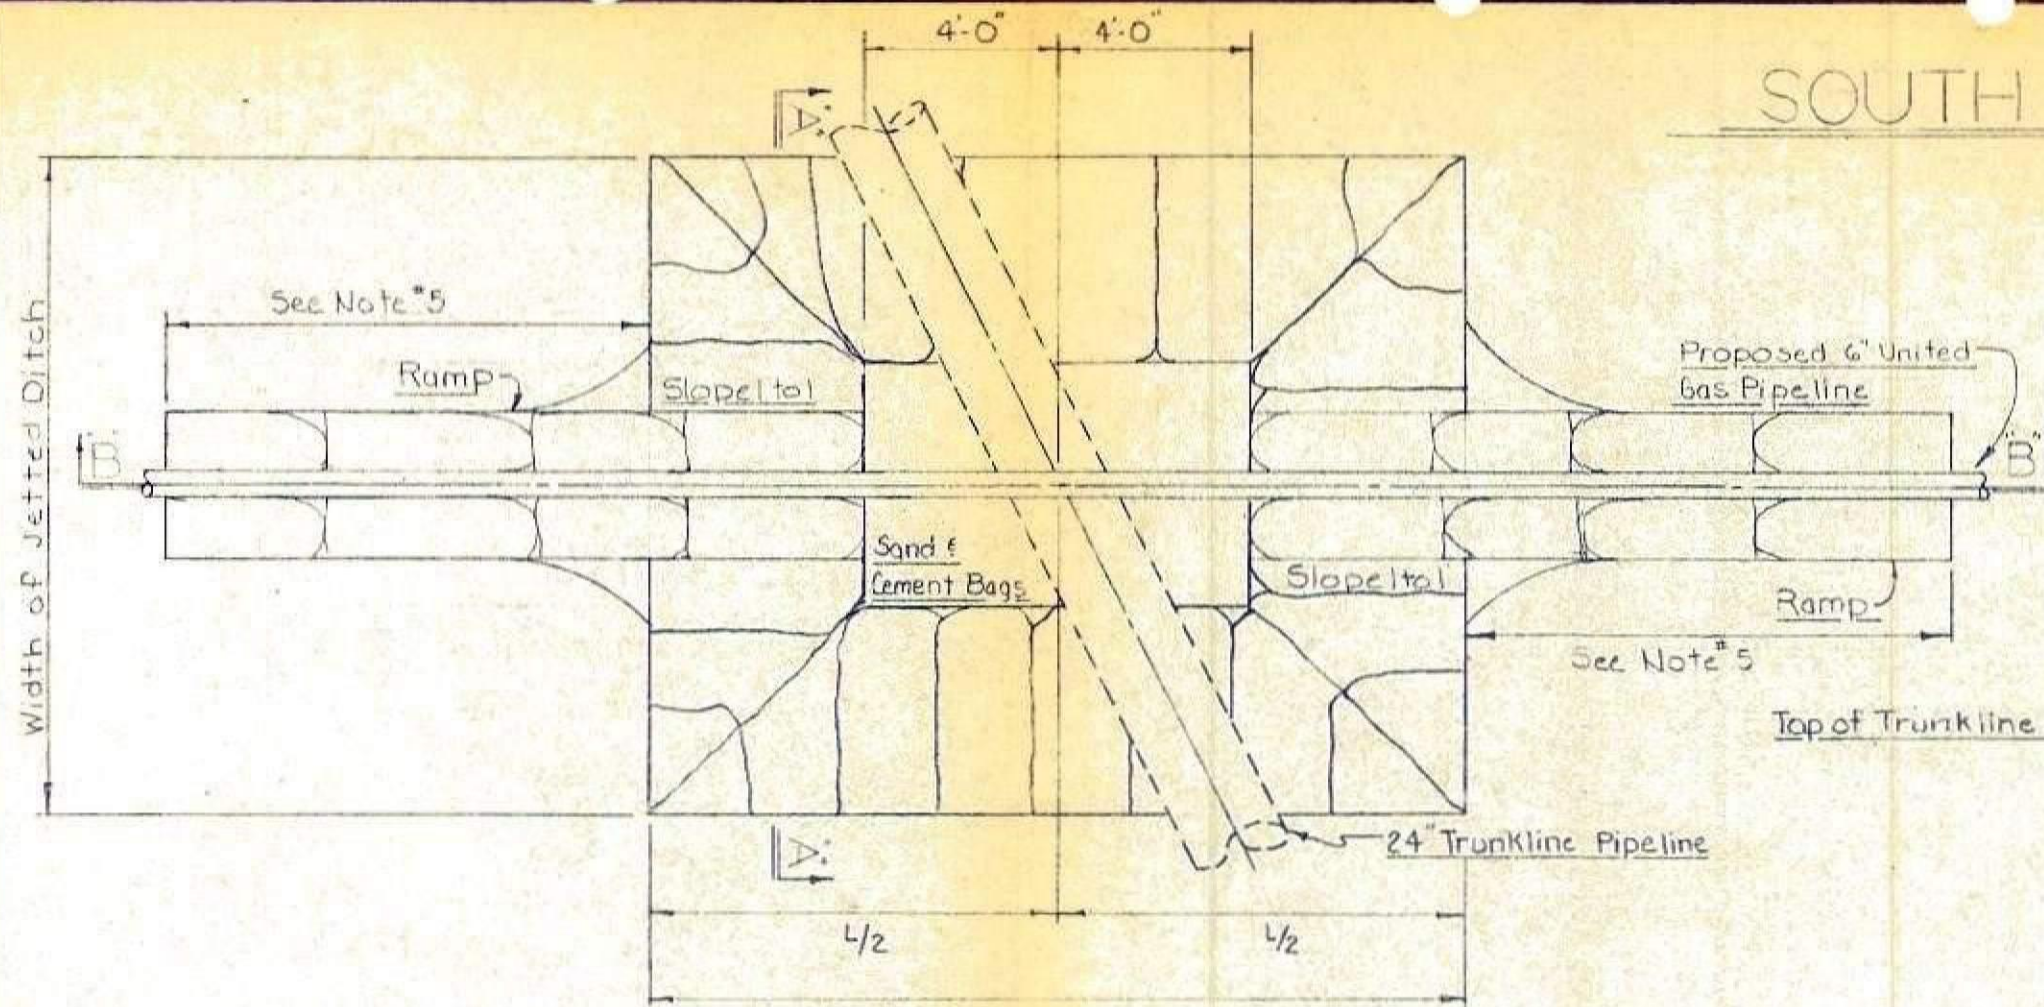 4'-0" 4'-0"
SOUTH
"A"
See Note #5
Ramp
Slope 1 to 1
Proposed 6" United
Gas Pipeline
Width of Jetted Ditch
"B"
"B"
Sand &
Cement Bags
Slope 1 to 1
Ramp
See Note #5
Top of Trunkline
24" Trunkline Pipeline
"A"
L/2 L/2